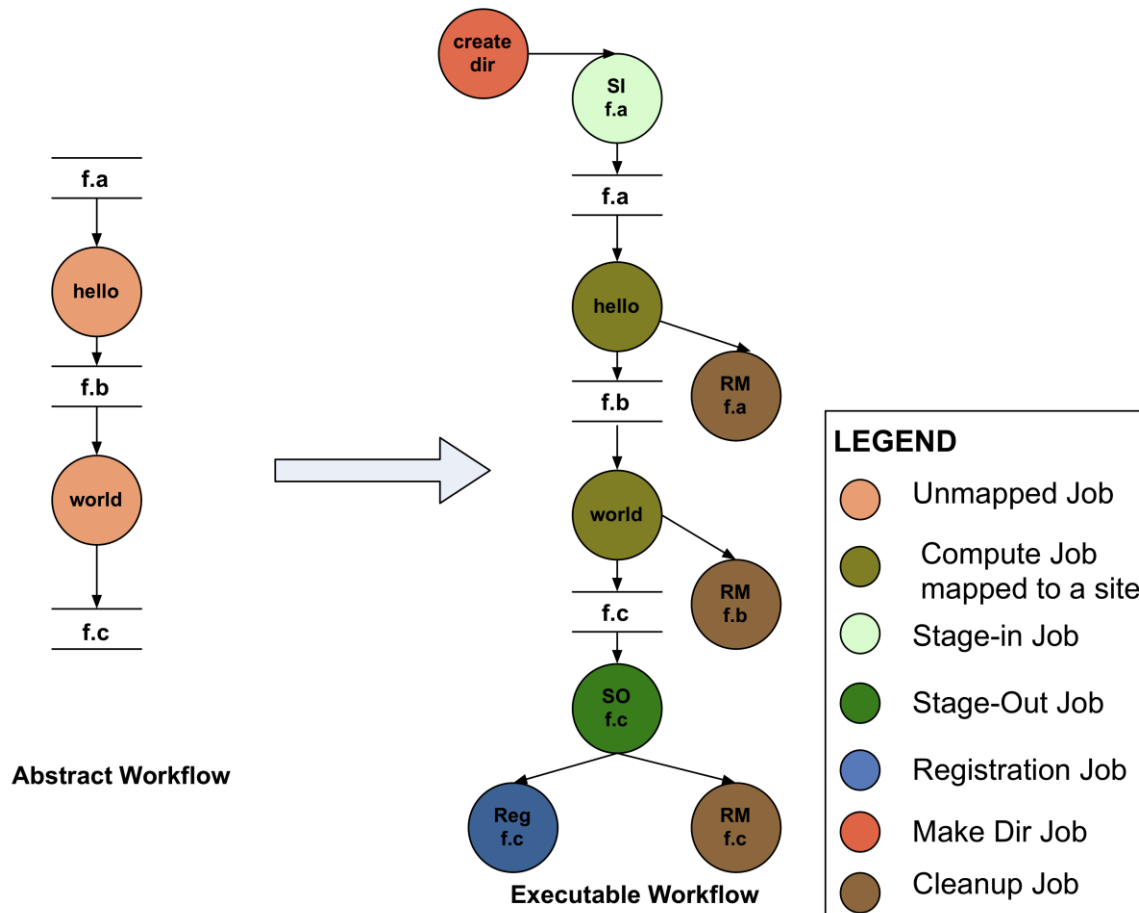 f.a
hello
f.b
world
f.c
Abstract Workflow
create
dir
SI
f.a
f.a
hello
RM
f.a
f.b
world
RM
f.b
f.c
SO
f.c
Reg
f.c
RM
f.c
Executable Workflow
LEGEND
Unmapped Job
Compute Job
mapped to a site
Stage-in Job
Stage-Out Job
Registration Job
Make Dir Job
Cleanup Job